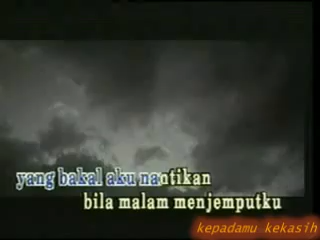 yang bakal aku nantikan
bila malam menjemputku
kepadamu kekasih